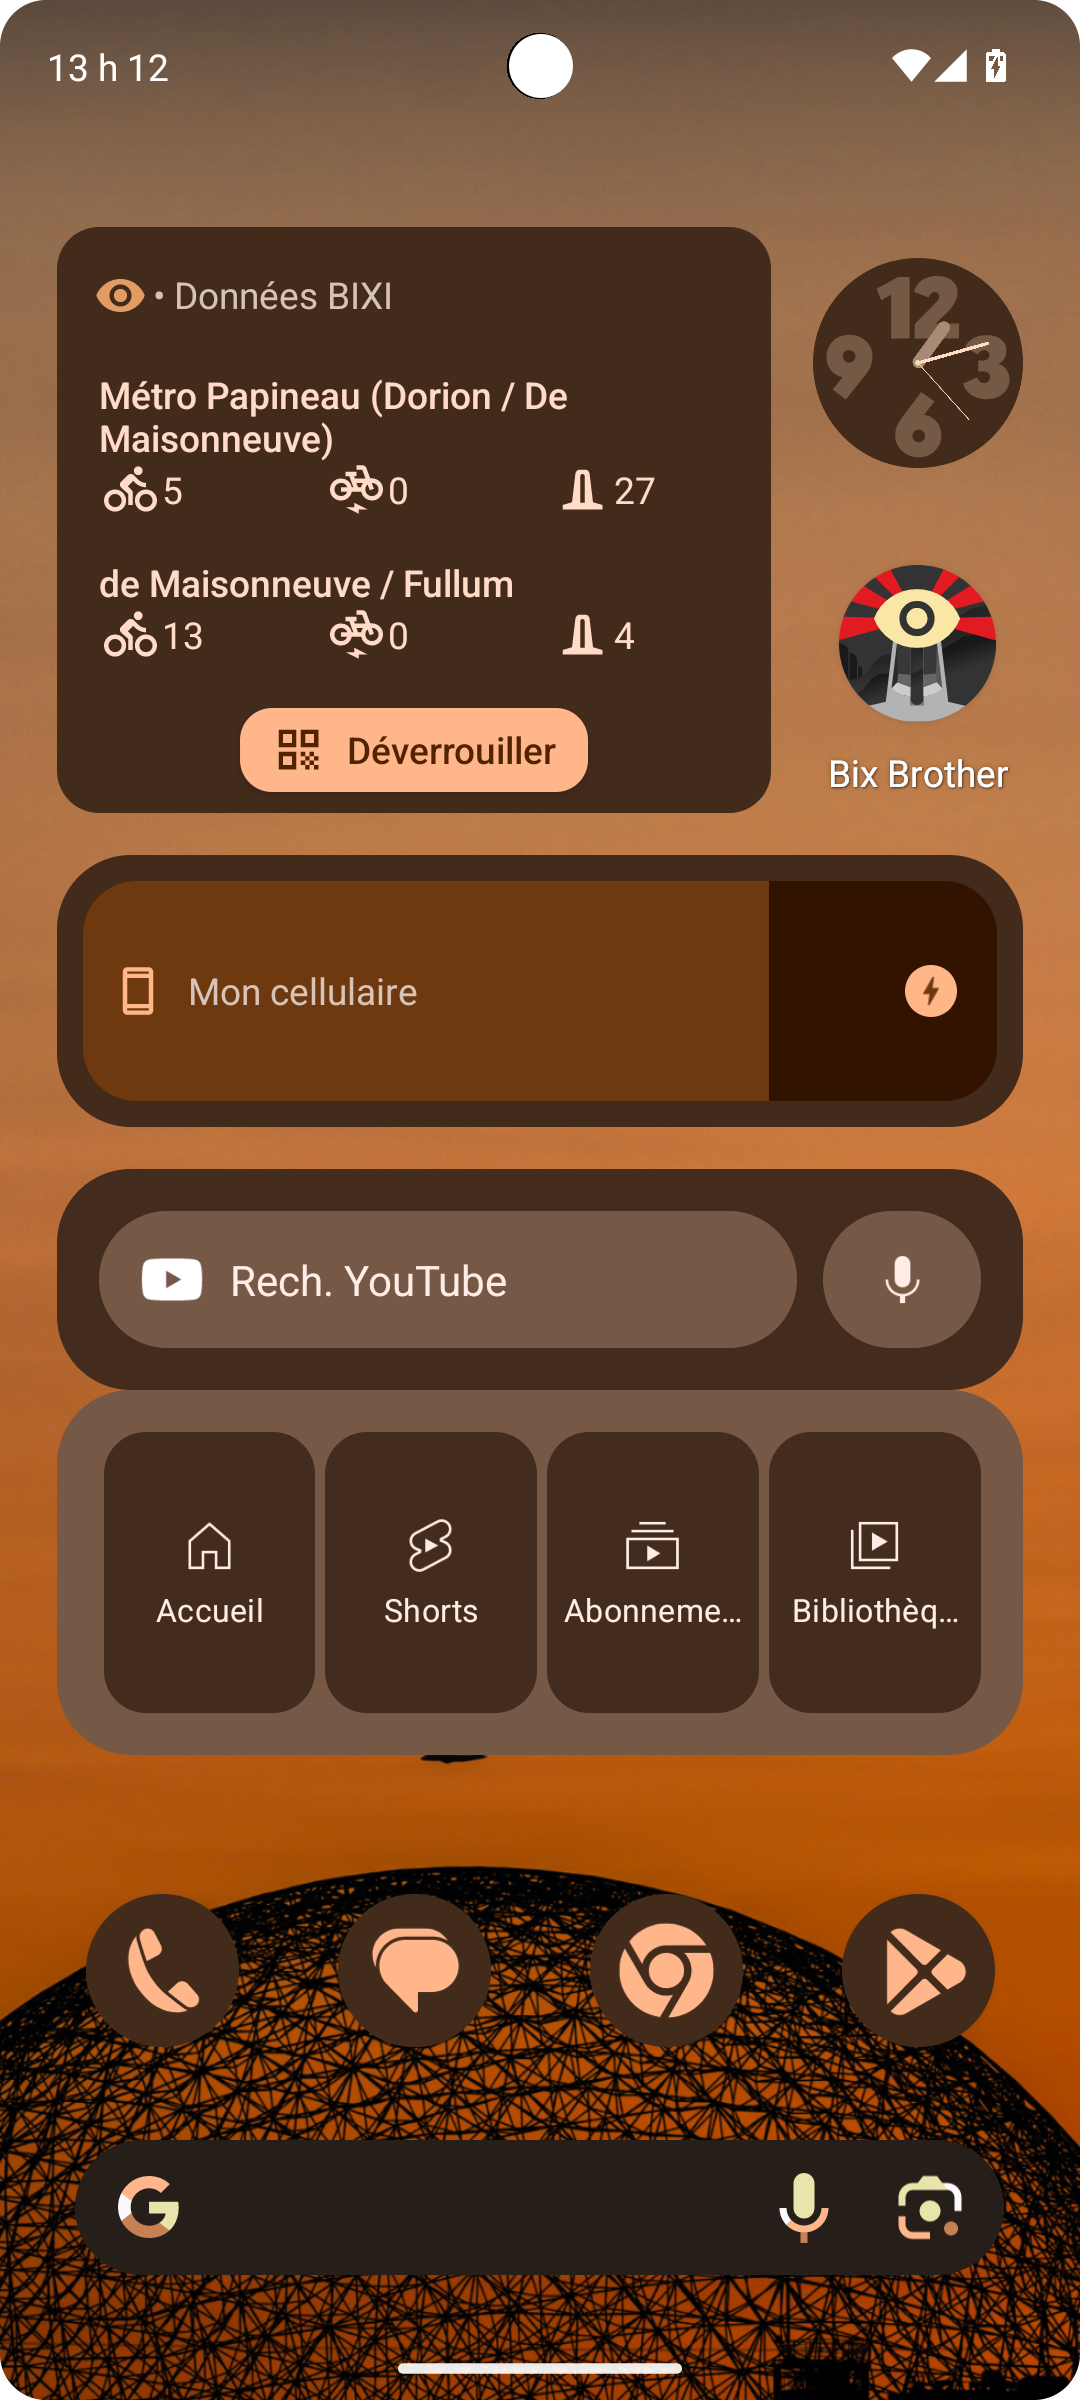 13 h 12
• Données BIXI
Métro Papineau (Dorion / De
Maisonneuve)
5 0 27
de Maisonneuve / Fullum
13 0 4
Déverrouiller
12
9 3
6
Bix Brother
Mon cellulaire
Rech. YouTube
Accueil Shorts Abonneme... Bibliothèq...
G